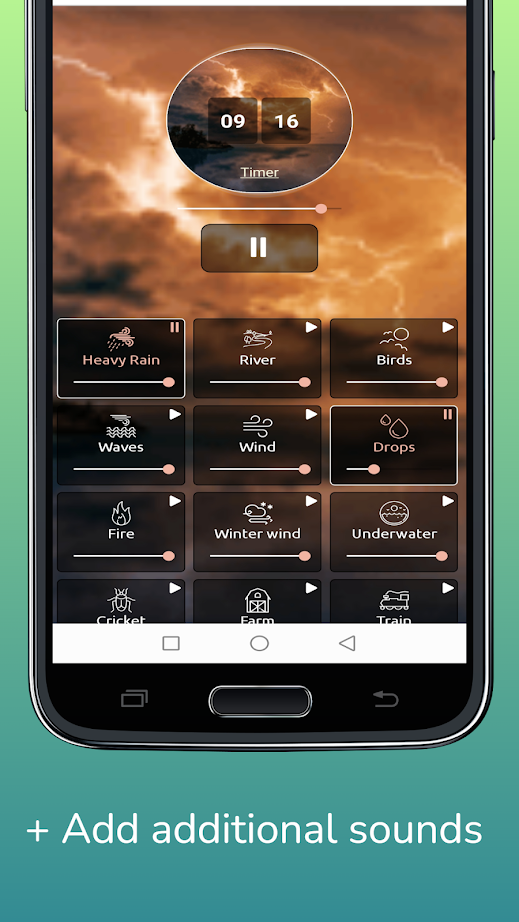 09 16
Timer
Heavy Rain River Birds
Waves Wind Drops
Fire Winter wind Underwater
Cricket Farm Train
+ Add additional sounds